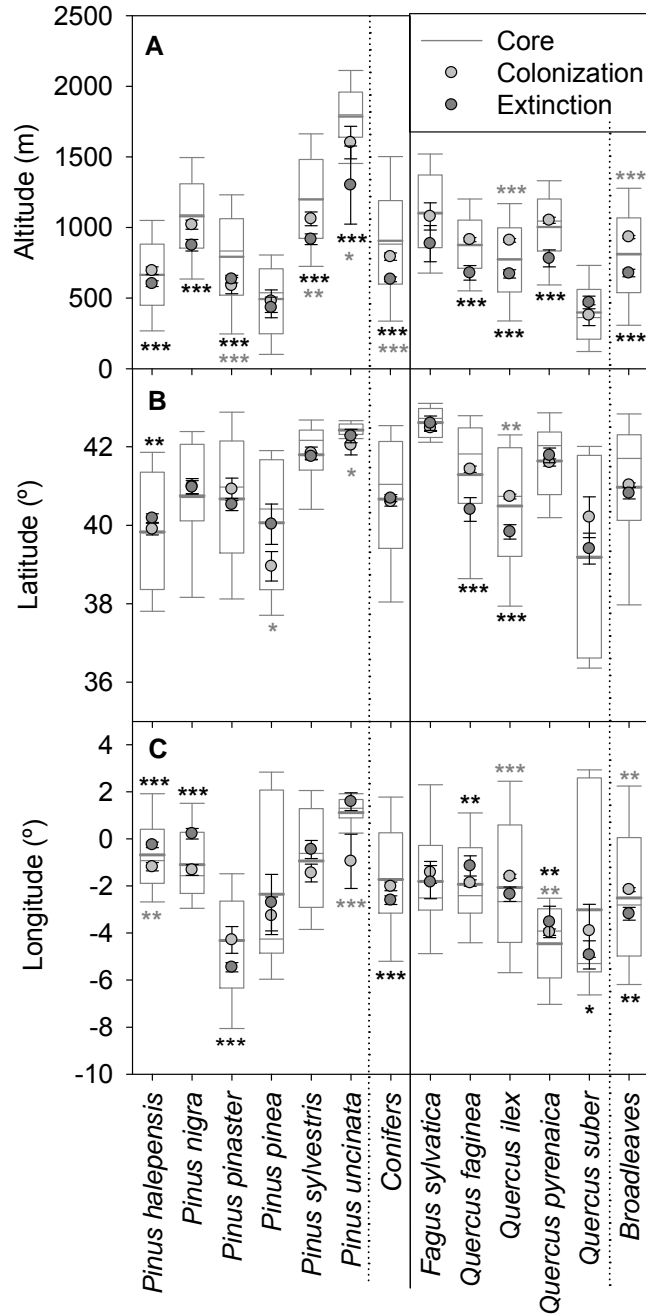 A
Core
Colonization
Extinction
Altitude (m)
2500
2000
1500
1000
500
0
***
***
***
***
***
**
***
*
***
***
***
***
***
***
***
***
B
Latitude (º)
42
40
38
36
**
*
*
***
**
***
C
Longitude (º)
4
2
0
-2
-4
-6
-8
-10
***
**
***
***
***
***
**
***
**
**
*
**
**
Pinus halepensis
Pinus nigra
Pinus pinaster
Pinus pinea
Pinus sylvestris
Pinus uncinata
Conifers
Fagus sylvatica
Quercus faginea
Quercus ilex
Quercus pyrenaica
Quercus suber
Broadleaves